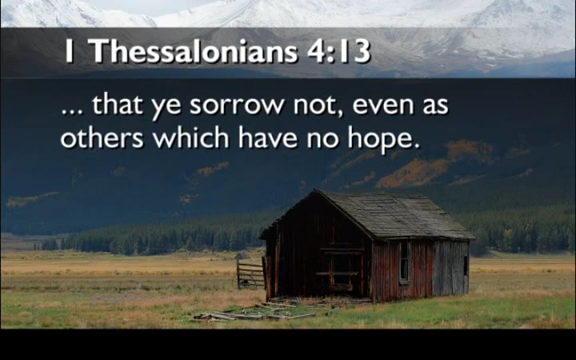 1 Thessalonians 4:13
... that ye sorrow not, even as
others which have no hope.